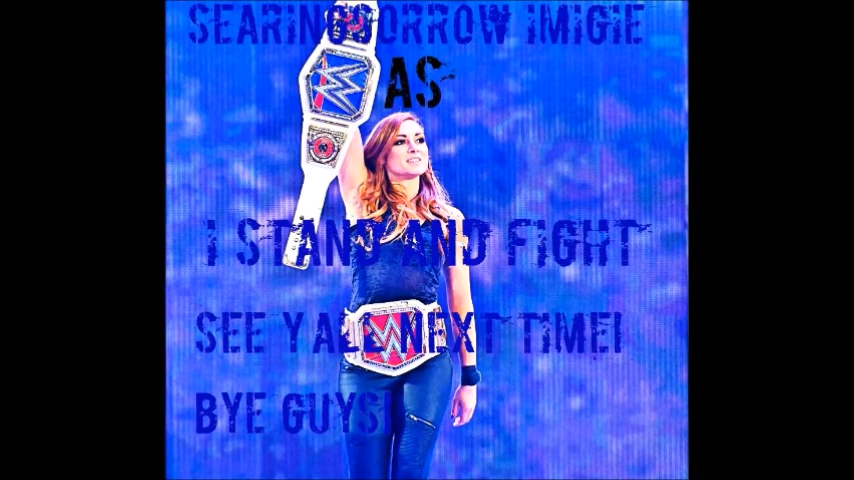 SEARINGSORROW IMIGIE
AS
I STAND AND FIGHT
SEE YALL NEXT TIME!
BYE GUYS!